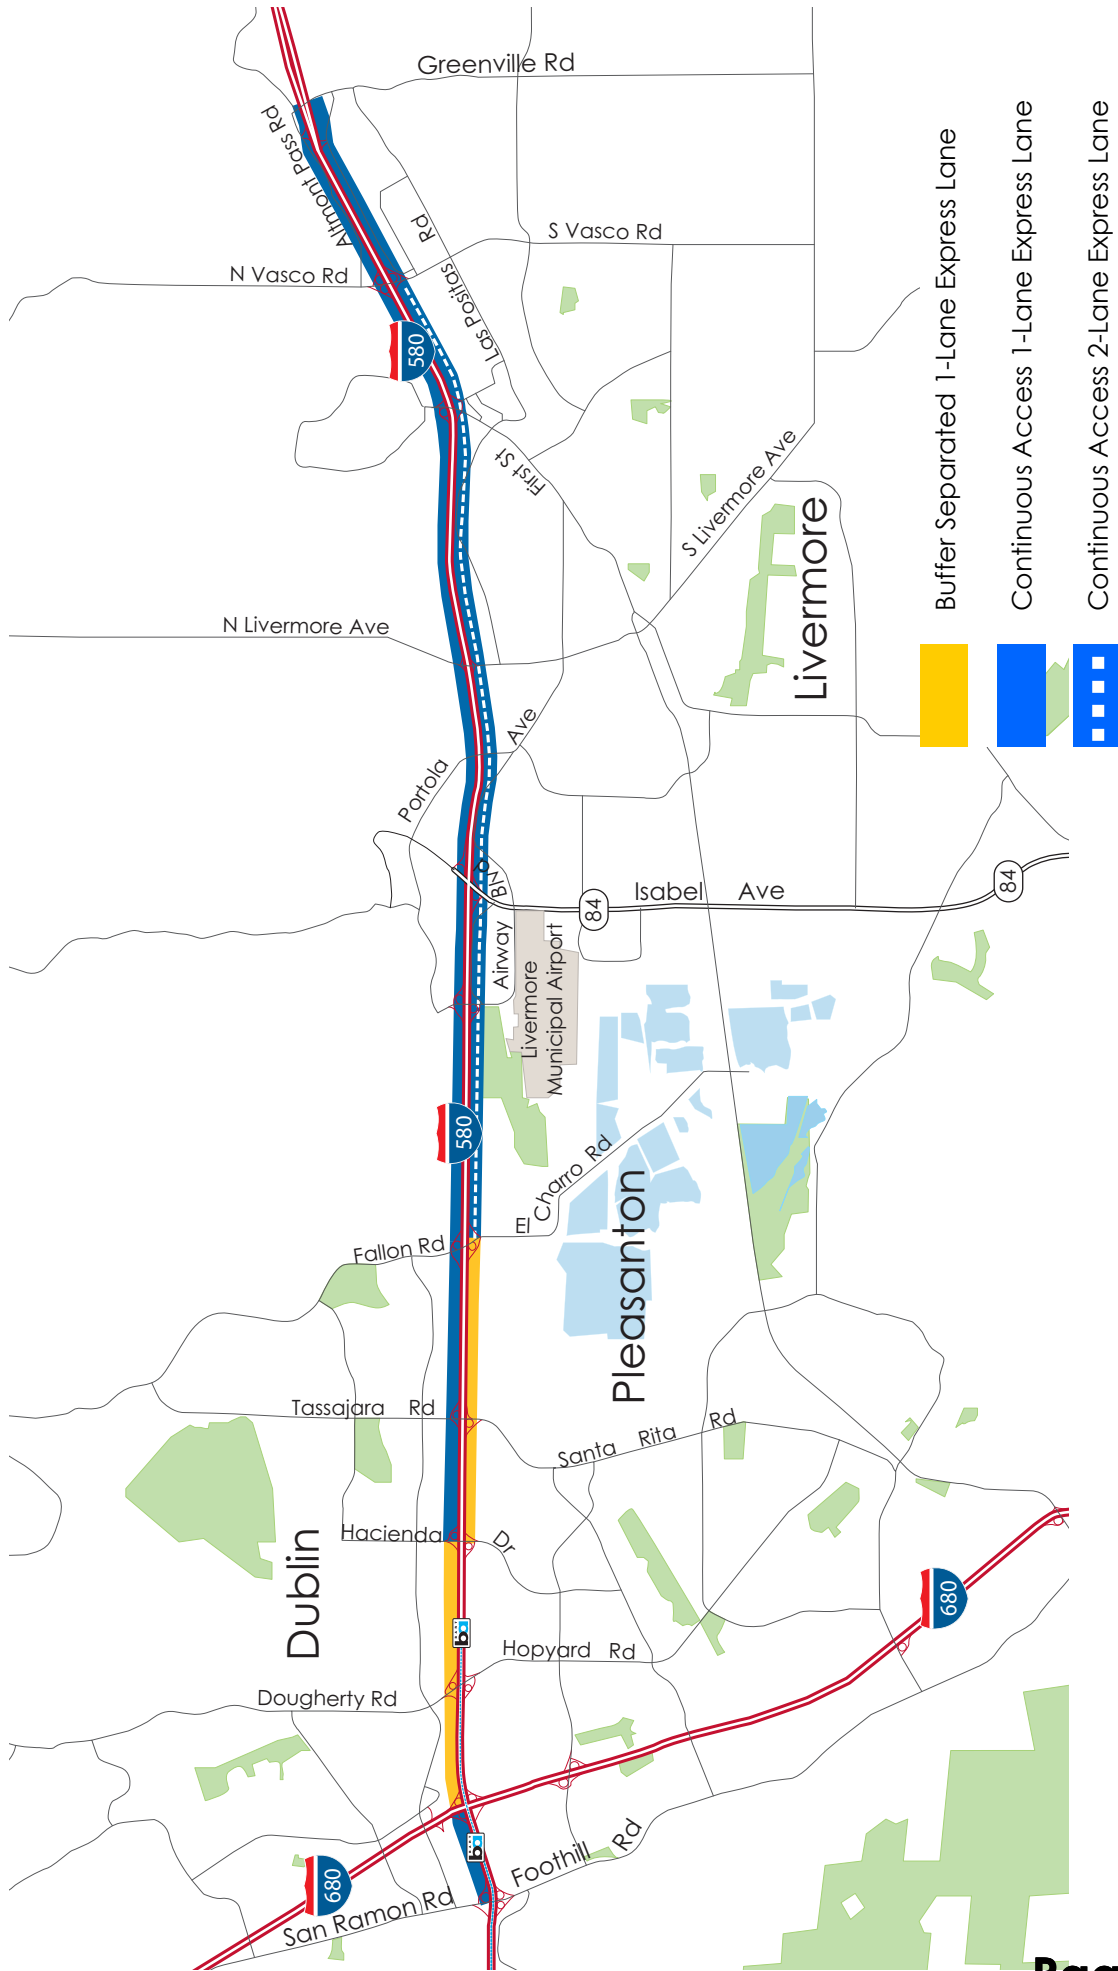 Greenville Rd
Altmont Pass Rd
Las Positas Rd
S Vasco Rd
N Vasco Rd
580
First St
S Livermore Ave
Livermore
N Livermore Ave
Portola Ave
Isabel Ave
84
84
Airway Blvd
Livermore
Municipal Airport
580
El Charro Rd
Fallon Rd
Pleasanton
Tassajara Rd
Santa Rita Rd
Hacienda Dr
Dublin
Hopyard Rd
Dougherty Rd
680
680
San Ramon Rd
Foothill Rd
Buffer Separated 1-Lane Express Lane
Continuous Access 1-Lane Express Lane
Continuous Access 2-Lane Express Lane